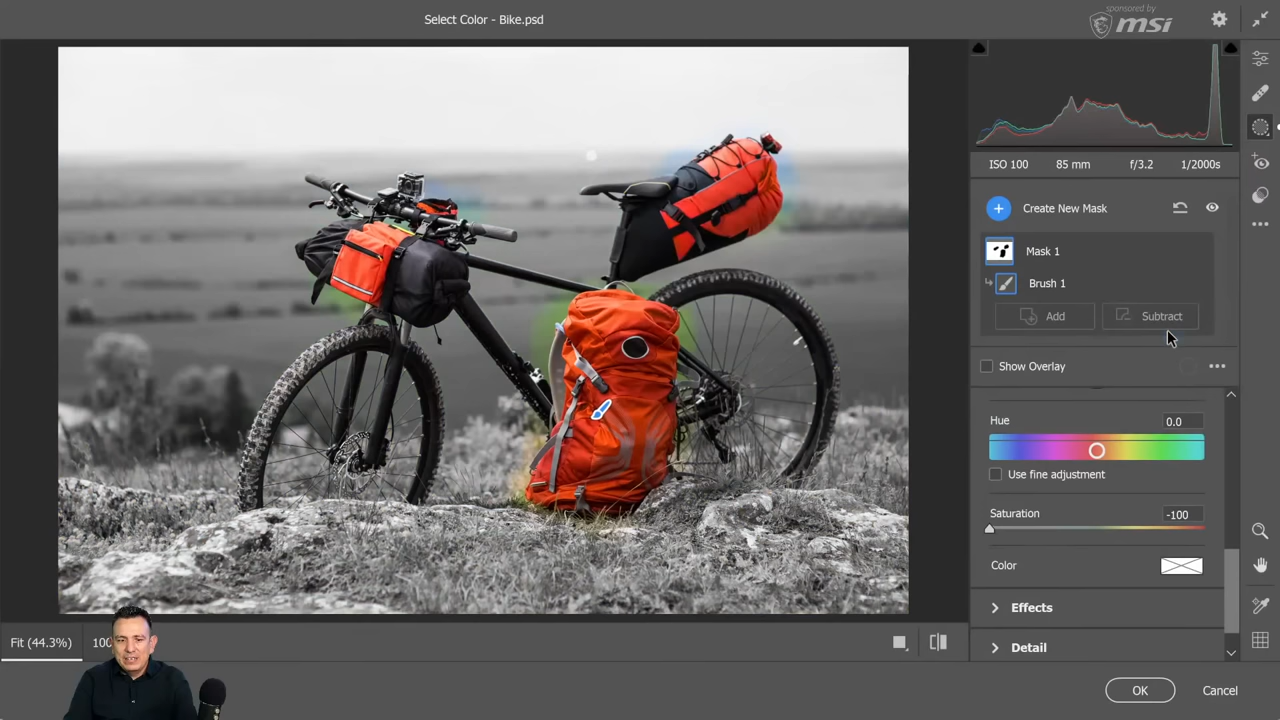 Select Color - Bike.psd
sponsored by
msi
ISO 100 85 mm f/3.2 1/2000s
Create New Mask
Mask 1
Brush 1
Add Subtract
Show Overlay
Hue 0.0
Use fine adjustment
Saturation -100
Color
Effects
Detail
Fit (44.3%) 100
OK Cancel